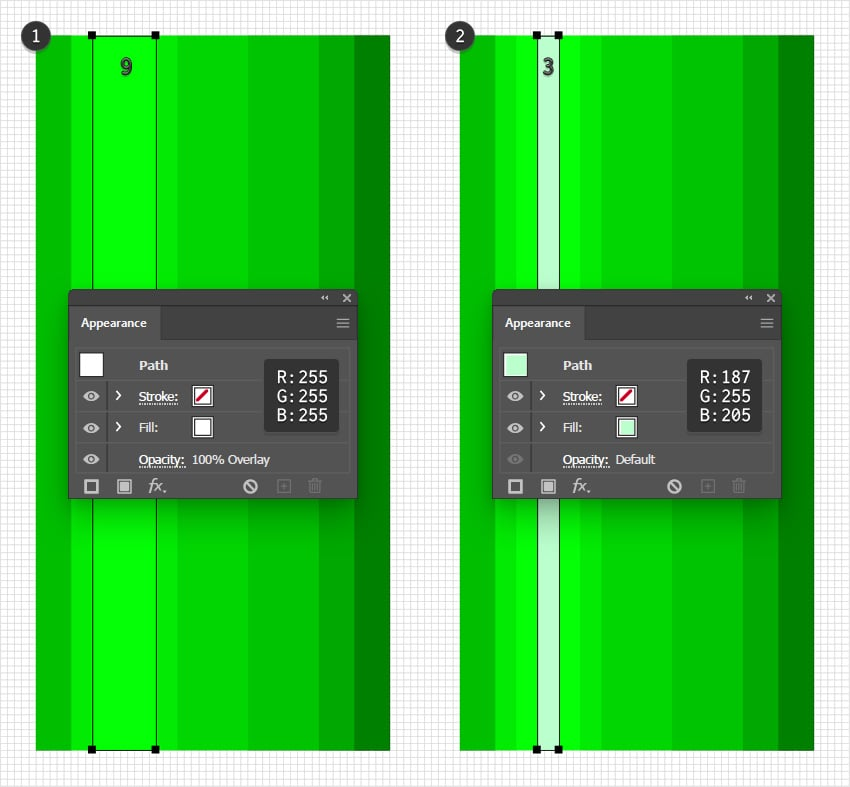 1
9
Appearance
Path
Stroke:
Fill:
Opacity: 100% Overlay
fx
R:255
G:255
B:255
2
3
Appearance
Path
Stroke:
Fill:
Opacity: Default
fx
R:187
G:255
B:205